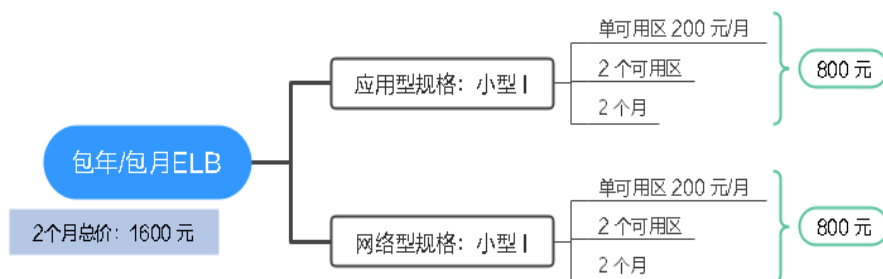 单可用区 200 元/月
应用型规格：小型 I
2 个可用区
800 元
2 个月
包年/包月ELB
2个月总价：1600 元
单可用区 200 元/月
网络型规格：小型 I
2 个可用区
800 元
2 个月